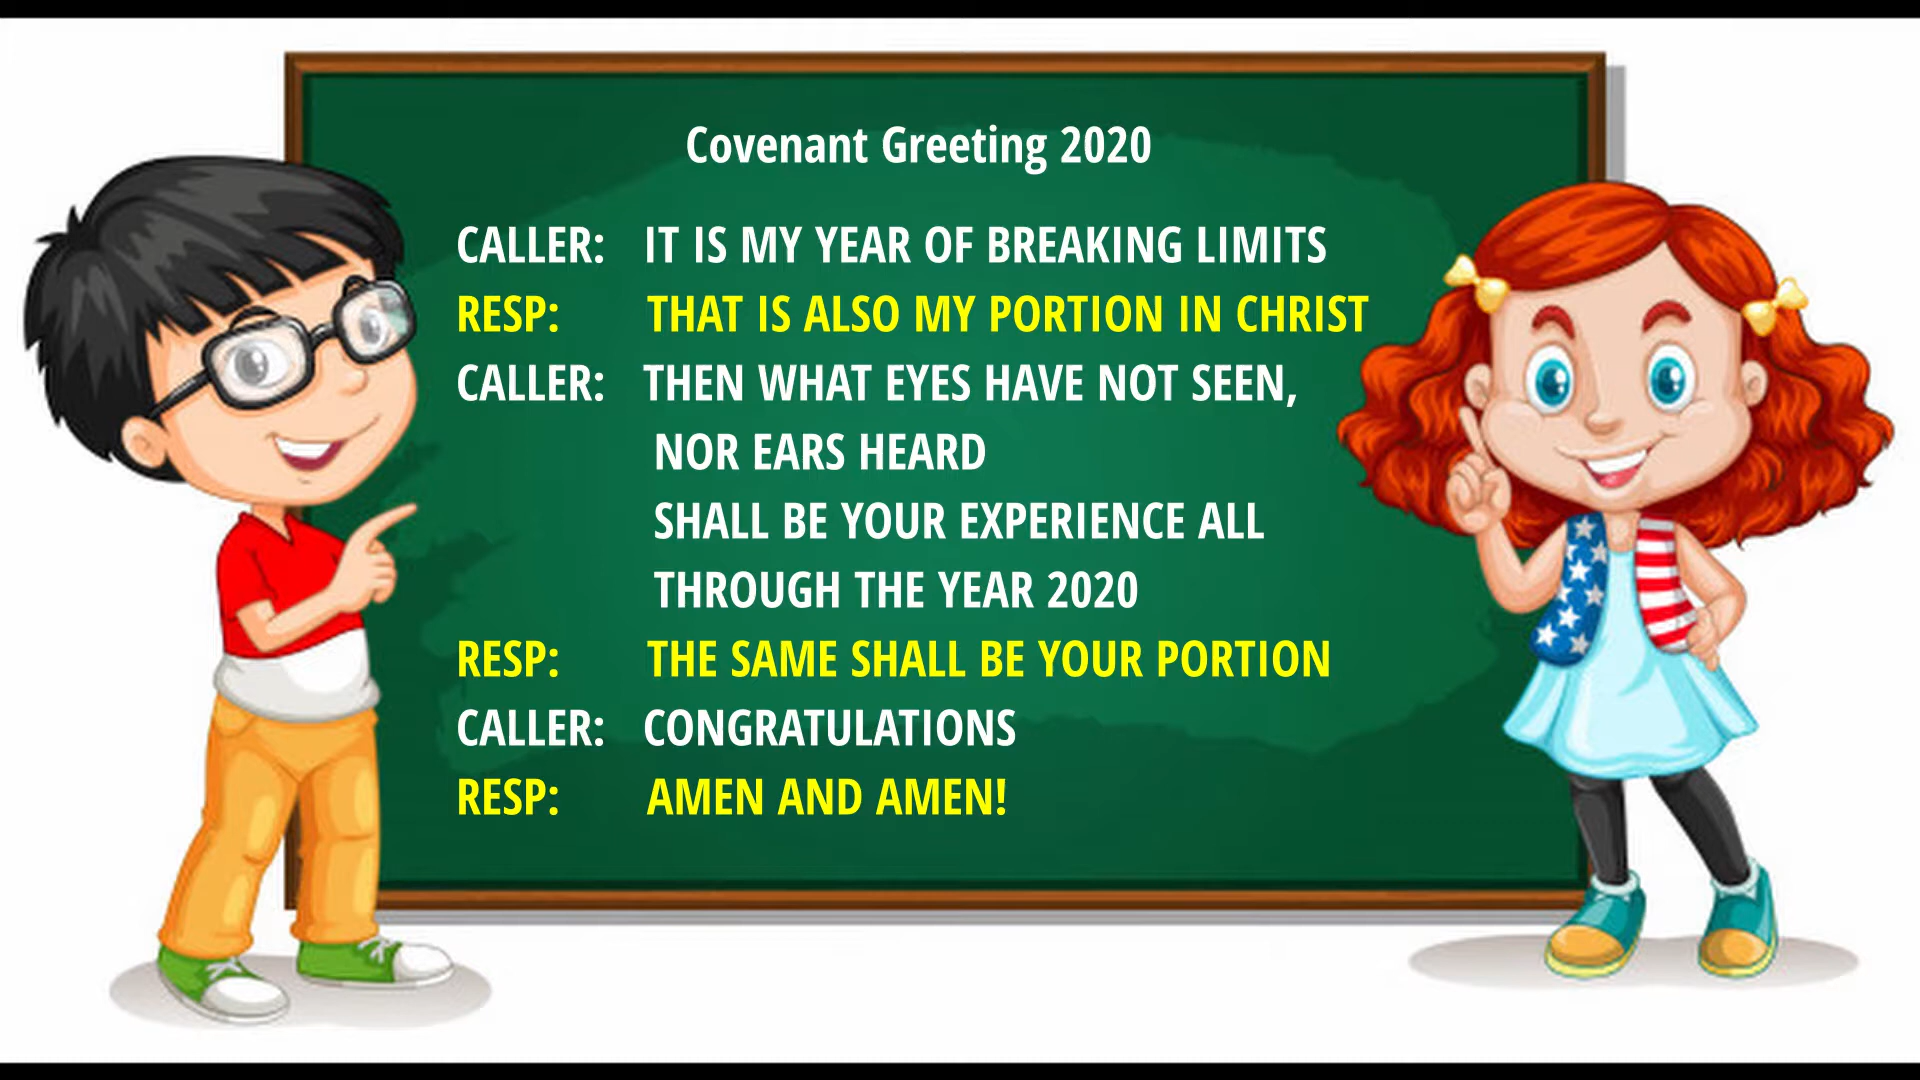 Covenant Greeting 2020
CALLER: IT IS MY YEAR OF BREAKING LIMITS
RESP: THAT IS ALSO MY PORTION IN CHRIST
CALLER: THEN WHAT EYES HAVE NOT SEEN,
NOR EARS HEARD
SHALL BE YOUR EXPERIENCE ALL
THROUGH THE YEAR 2020
RESP: THE SAME SHALL BE YOUR PORTION
CALLER: CONGRATULATIONS
RESP: AMEN AND AMEN!